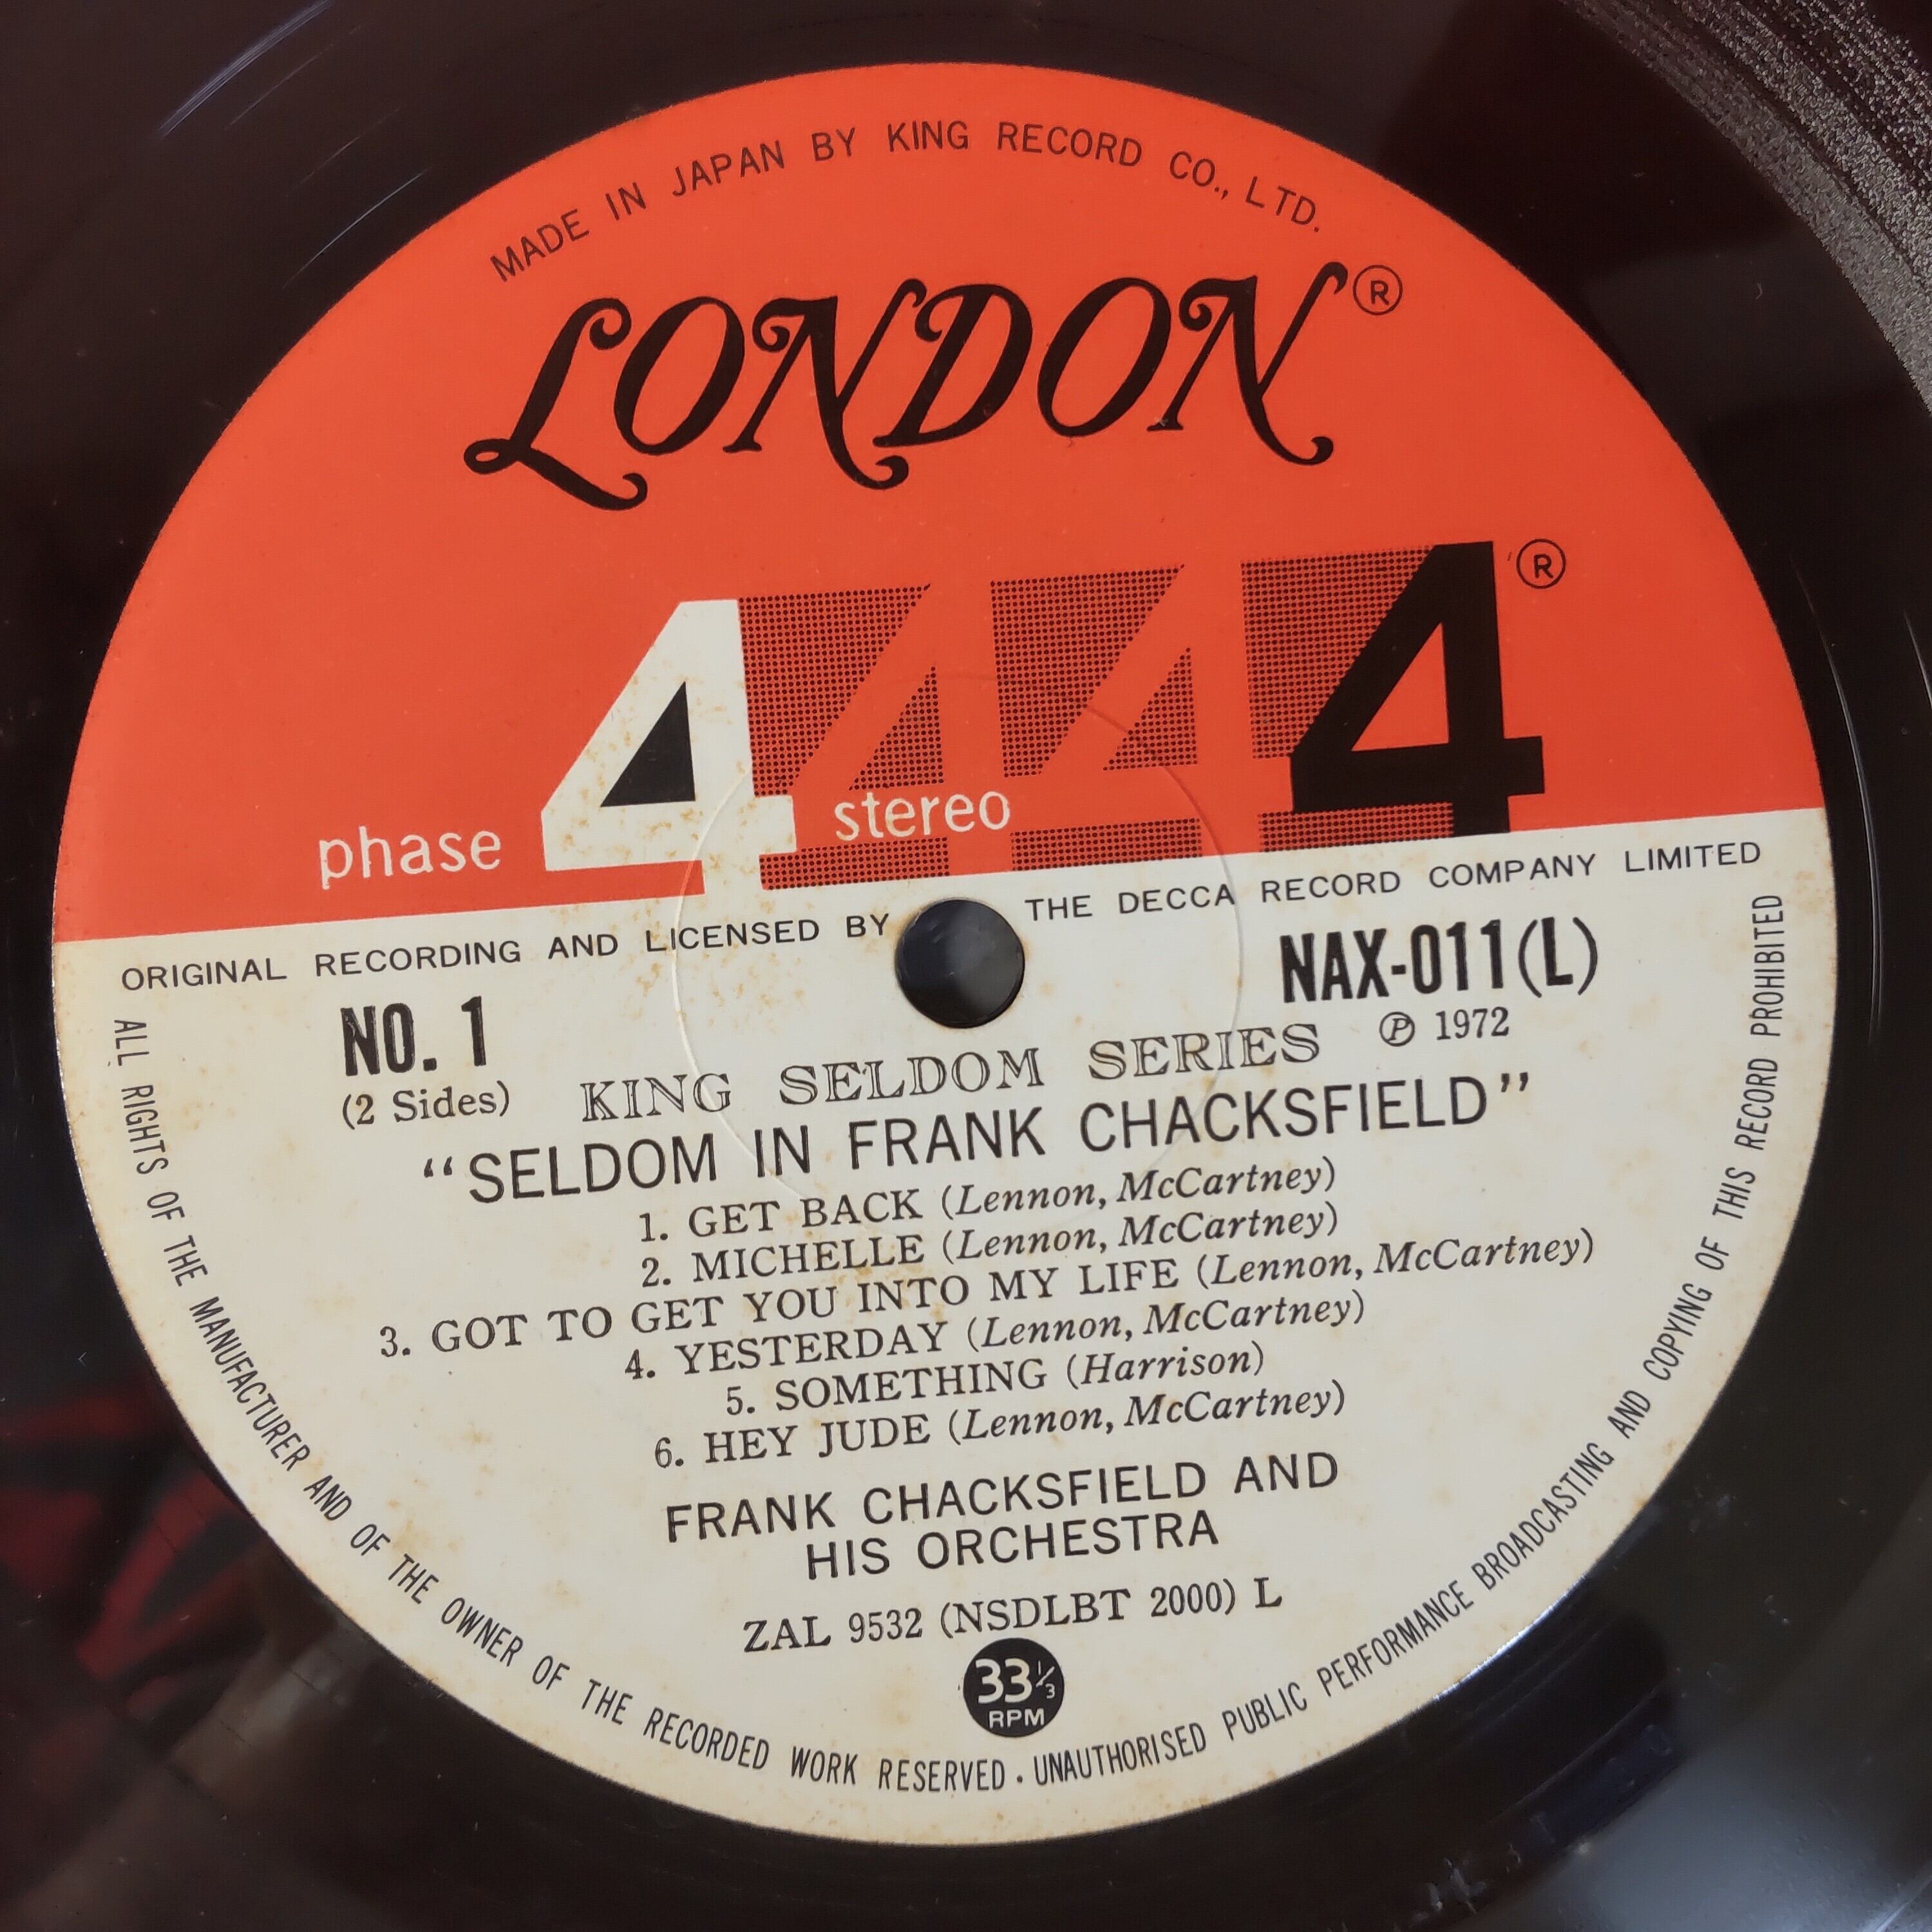 MADE IN JAPAN BY KING RECORD CO., LTD.
LONDON®
phase 4 stereo 4 4 4 ®
ORIGINAL RECORDING AND LICENSED BY THE DECCA RECORD COMPANY LIMITED
NO. 1
(2 Sides)
NAX-011(L)
℗ 1972
KING SELDOM SERIES
“SELDOM IN FRANK CHACKSFIELD”
1. GET BACK (Lennon, McCartney)
2. MICHELLE (Lennon, McCartney)
3. GOT TO GET YOU INTO MY LIFE (Lennon, McCartney)
4. YESTERDAY (Lennon, McCartney)
5. SOMETHING (Harrison)
6. HEY JUDE (Lennon, McCartney)
FRANK CHACKSFIELD AND
HIS ORCHESTRA
ZAL 9532 (NSDLBT 2000) L
33⅓
RPM
ALL RIGHTS OF THE MANUFACTURER AND OF THE OWNER OF THE RECORDED WORK RESERVED · UNAUTHORISED PUBLIC PERFORMANCE BROADCASTING AND COPYING OF THIS RECORD PROHIBITED